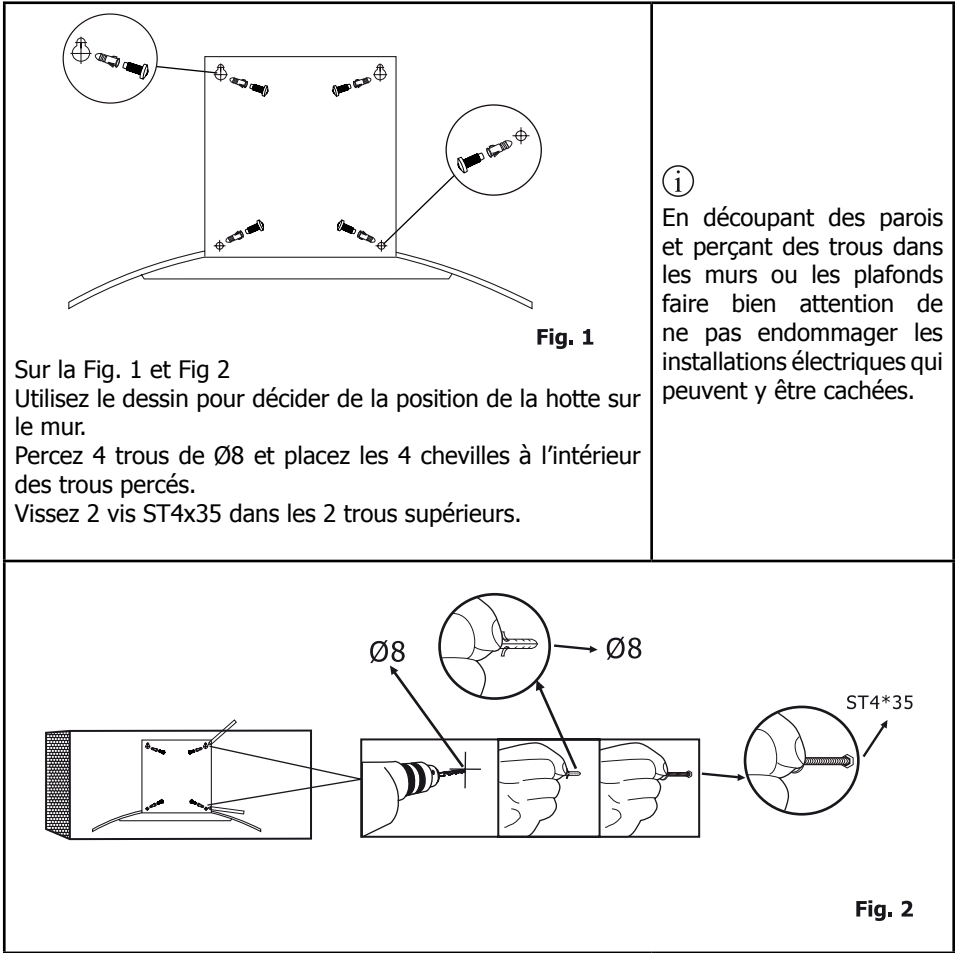 Fig. 1
Sur la Fig. 1 et Fig 2
Utilisez le dessin pour décider de la position de la hotte sur
le mur.
Percez 4 trous de Ø8 et placez les 4 chevilles à l’intérieur
des trous percés.
Vissez 2 vis ST4x35 dans les 2 trous supérieurs.
i
En découpant des parois
et perçant des trous dans
les murs ou les plafonds
faire bien attention de
ne pas endommager les
installations électriques qui
peuvent y être cachées.
Ø8
Ø8
ST4*35
Fig. 2